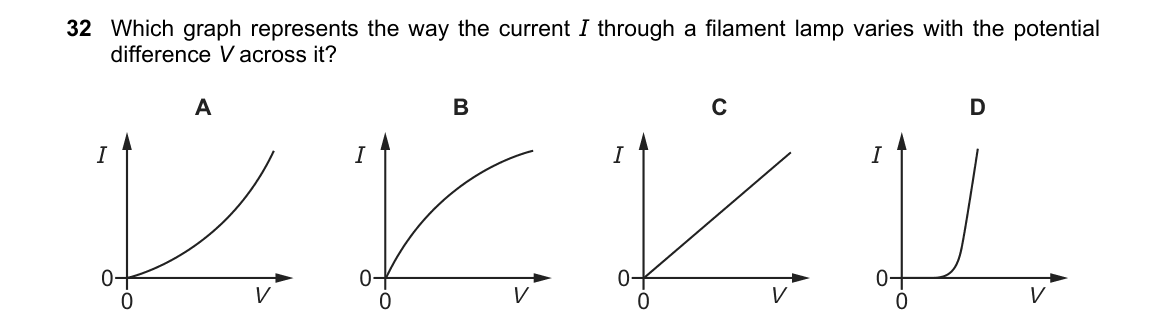 32 Which graph represents the way the current I through a filament lamp varies with the potential
difference V across it?
A B C D
I I I I
0 0 0 0
0 V 0 V 0 V 0 V